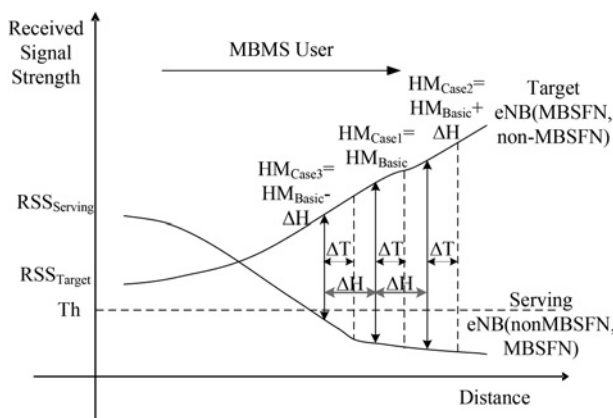 Received
Signal
Strength
MBMS User
HMCase2=
HMBasic+
ΔH
Target
eNB(MBSFN,
non-MBSFN)
HMCase1=
HMBasic
HMCase3=
HMBasic-
ΔH
RSSServing
RSSTarget
ΔT
ΔT
ΔT
ΔH
ΔH
Th
Serving
eNB(nonMBSFN,
MBSFN)
Distance